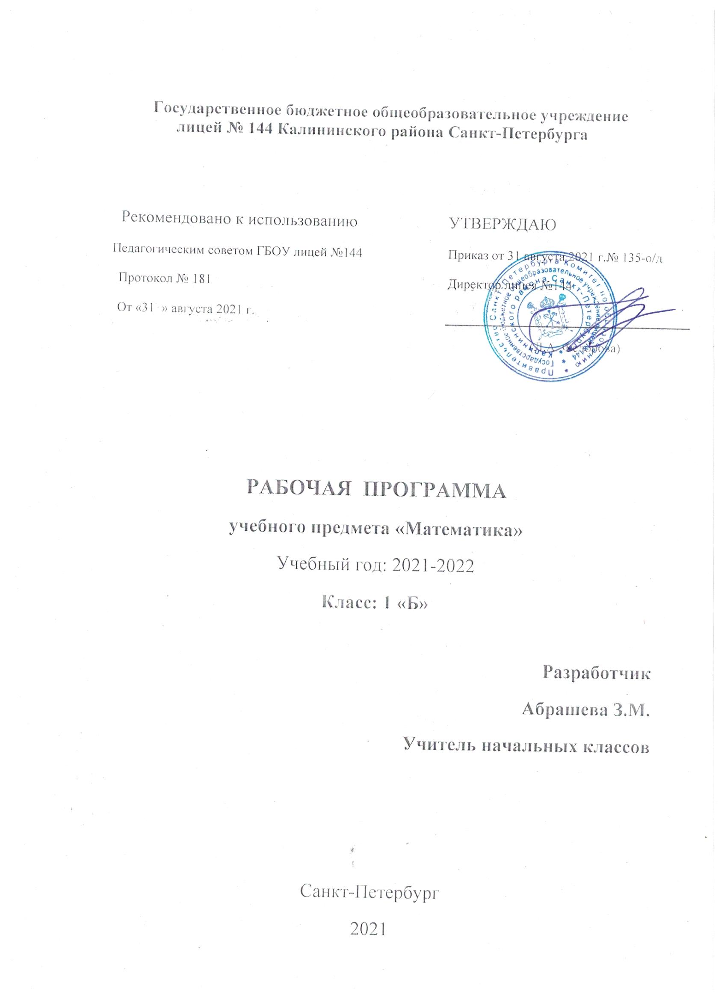 Государственное бюджетное общеобразовательное учреждение
лицей № 144 Калининского района Санкт-Петербурга
Рекомендовано к использованию
Педагогическим советом ГБОУ лицей №144
Протокол № 181
От «31 » августа 2021 г.
УТВЕРЖДАЮ
Приказ от 31 августа 2021 г.№ 135-о/д
Директор лицея №144
Федорова)
Правительство Санкт-Петербурга Комитет по образованию
Государственное бюджетное общеобразовательное учреждение лицей №144
Калининского района Санкт-Петербурга
РАБОЧАЯ ПРОГРАММА
учебного предмета «Математика»
Учебный год: 2021-2022
Класс: 1 «Б»
Разработчик
Абрашева З.М.
Учитель начальных классов
Санкт-Петербург
2021